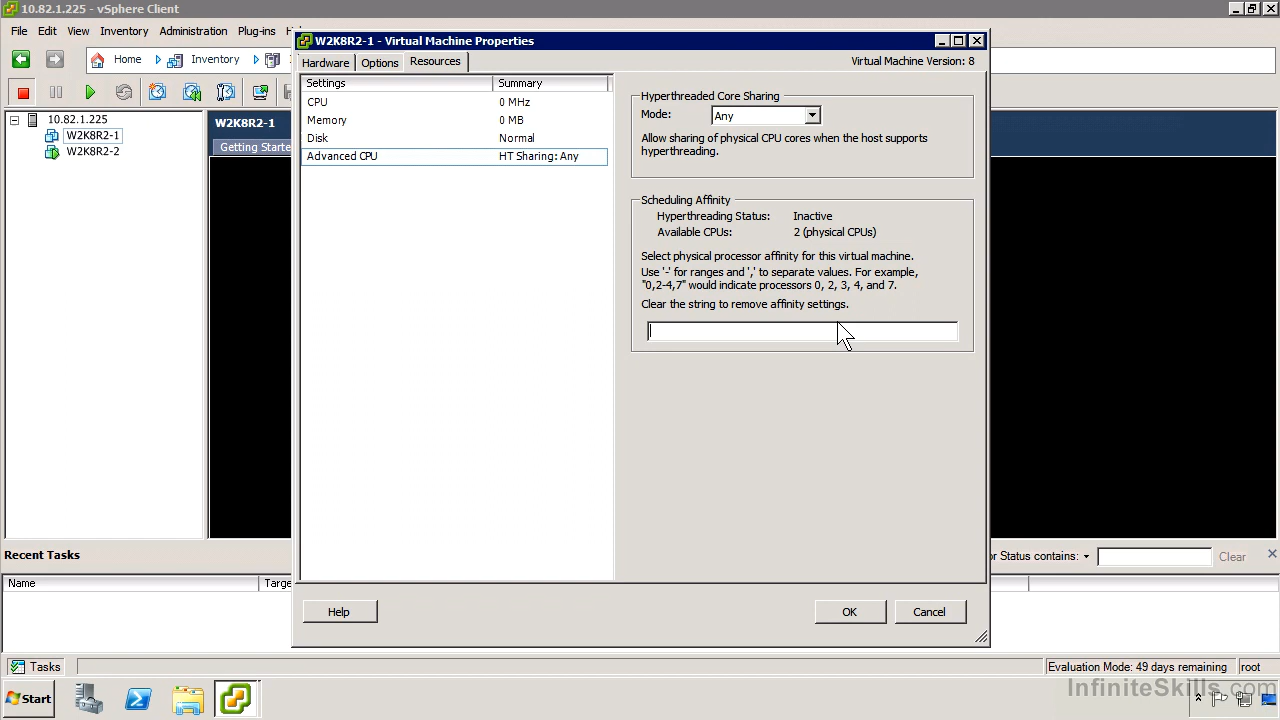 10.82.1.225 - vSphere Client
File Edit View Inventory Administration Plug-ins
Home Inventory
10.82.1.225
W2K8R2-1
W2K8R2-2
W2K8R2-1
Getting Starte
W2K8R2-1 - Virtual Machine Properties
Hardware Options Resources
Virtual Machine Version: 8
Settings Summary
CPU 0 MHz
Memory 0 MB
Disk Normal
Advanced CPU HT Sharing: Any
Hyperthreaded Core Sharing
Mode: Any
Allow sharing of physical CPU cores when the host supports
hyperthreading.
Scheduling Affinity
Hyperthreading Status: Inactive
Available CPUs: 2 (physical CPUs)
Select physical processor affinity for this virtual machine.
Use '-' for ranges and ',' to separate values. For example,
"0,2-4,7" would indicate processors 0, 2, 3, 4, and 7.
Clear the string to remove affinity settings.
Help OK Cancel
Recent Tasks
or Status contains: Clear
Name Targe
Tasks
Evaluation Mode: 49 days remaining root
Start
InfiniteSkills.com